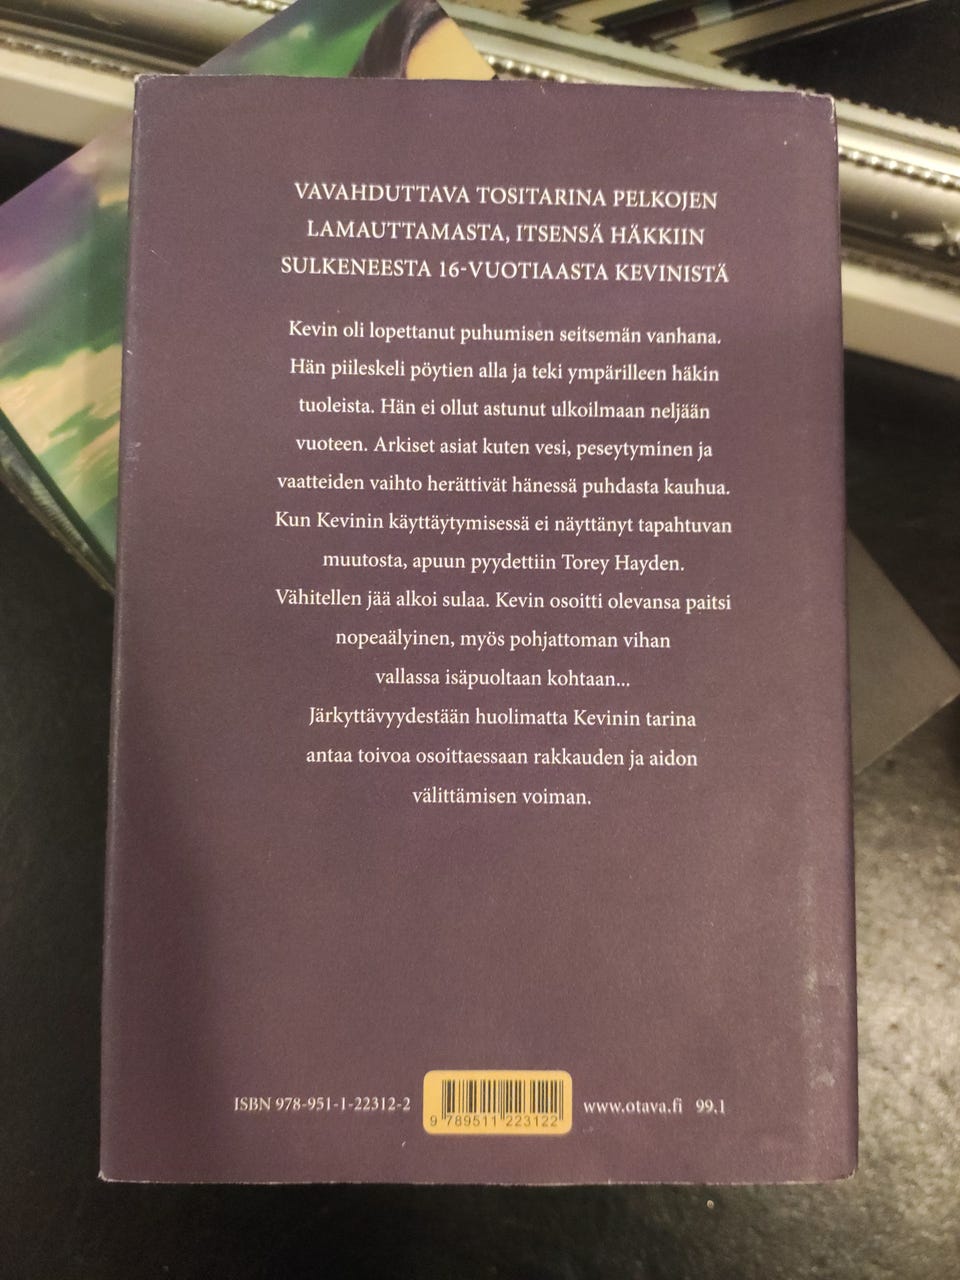 VAVAHDUTTAVA TOSITARINA PELKOJEN
LAMAUTTAMASTA, ITSENSÄ HÄKKIIN
SULKENEESTA 16-VUOTIAASTA KEVINISTÄ
Kevin oli lopettanut puhumisen seitsemän vanhana.
Hän piileskeli pöytien alla ja teki ympärilleen häkin
tuoleista. Hän ei ollut astunut ulkoilmaan neljään
vuoteen. Arkiset asiat kuten vesi, peseytyminen ja
vaatteiden vaihto herättivät hänessä puhdasta kauhua.
Kun Kevinin käyttäytymisessä ei näyttänyt tapahtuvan
muutosta, apuun pyydettiin Torey Hayden.
Vähitellen jää alkoi sulaa. Kevin osoitti olevansa paitsi
nopeaälyinen, myös pohjattoman vihan
vallassa isäpuoltaan kohtaan...
Järkyttävyydestään huolimatta Kevinin tarina
antaa toivoa osoittaessaan rakkauden ja aidon
välittämisen voiman.
ISBN 978-951-1-22312-2
9 789511 223122
www.otava.fi 99.1